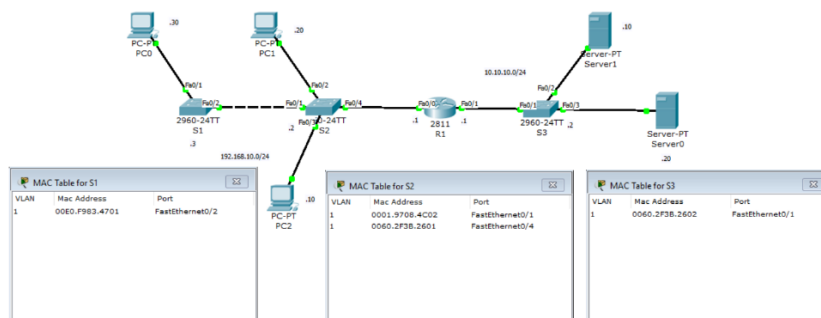 .30
PC-PT
PC0
.20
PC-PT
PC1
.10
Server-PT
Server1
10.10.10.0/24
Fa0/1
Fa0/2
2960-24TT
S1
.3
Fa0/1
Fa0/2
Fa0/3
Fa0/4
.2
2960-24TT
S2
Fa0/0
Fa0/1
.1
.1
2811
R1
Fa0/1
Fa0/2
Fa0/3
2960-24TT
S3
.2
Server-PT
Server0
.20
192.168.10.0/24
PC-PT
PC2
.10
MAC Table for S1
VLAN Mac Address Port
1 00E0.F983.4701 FastEthernet0/2
MAC Table for S2
VLAN Mac Address Port
1 0001.9708.4C02 FastEthernet0/1
1 0060.2F3B.2601 FastEthernet0/4
MAC Table for S3
VLAN Mac Address Port
1 0060.2F3B.2602 FastEthernet0/1